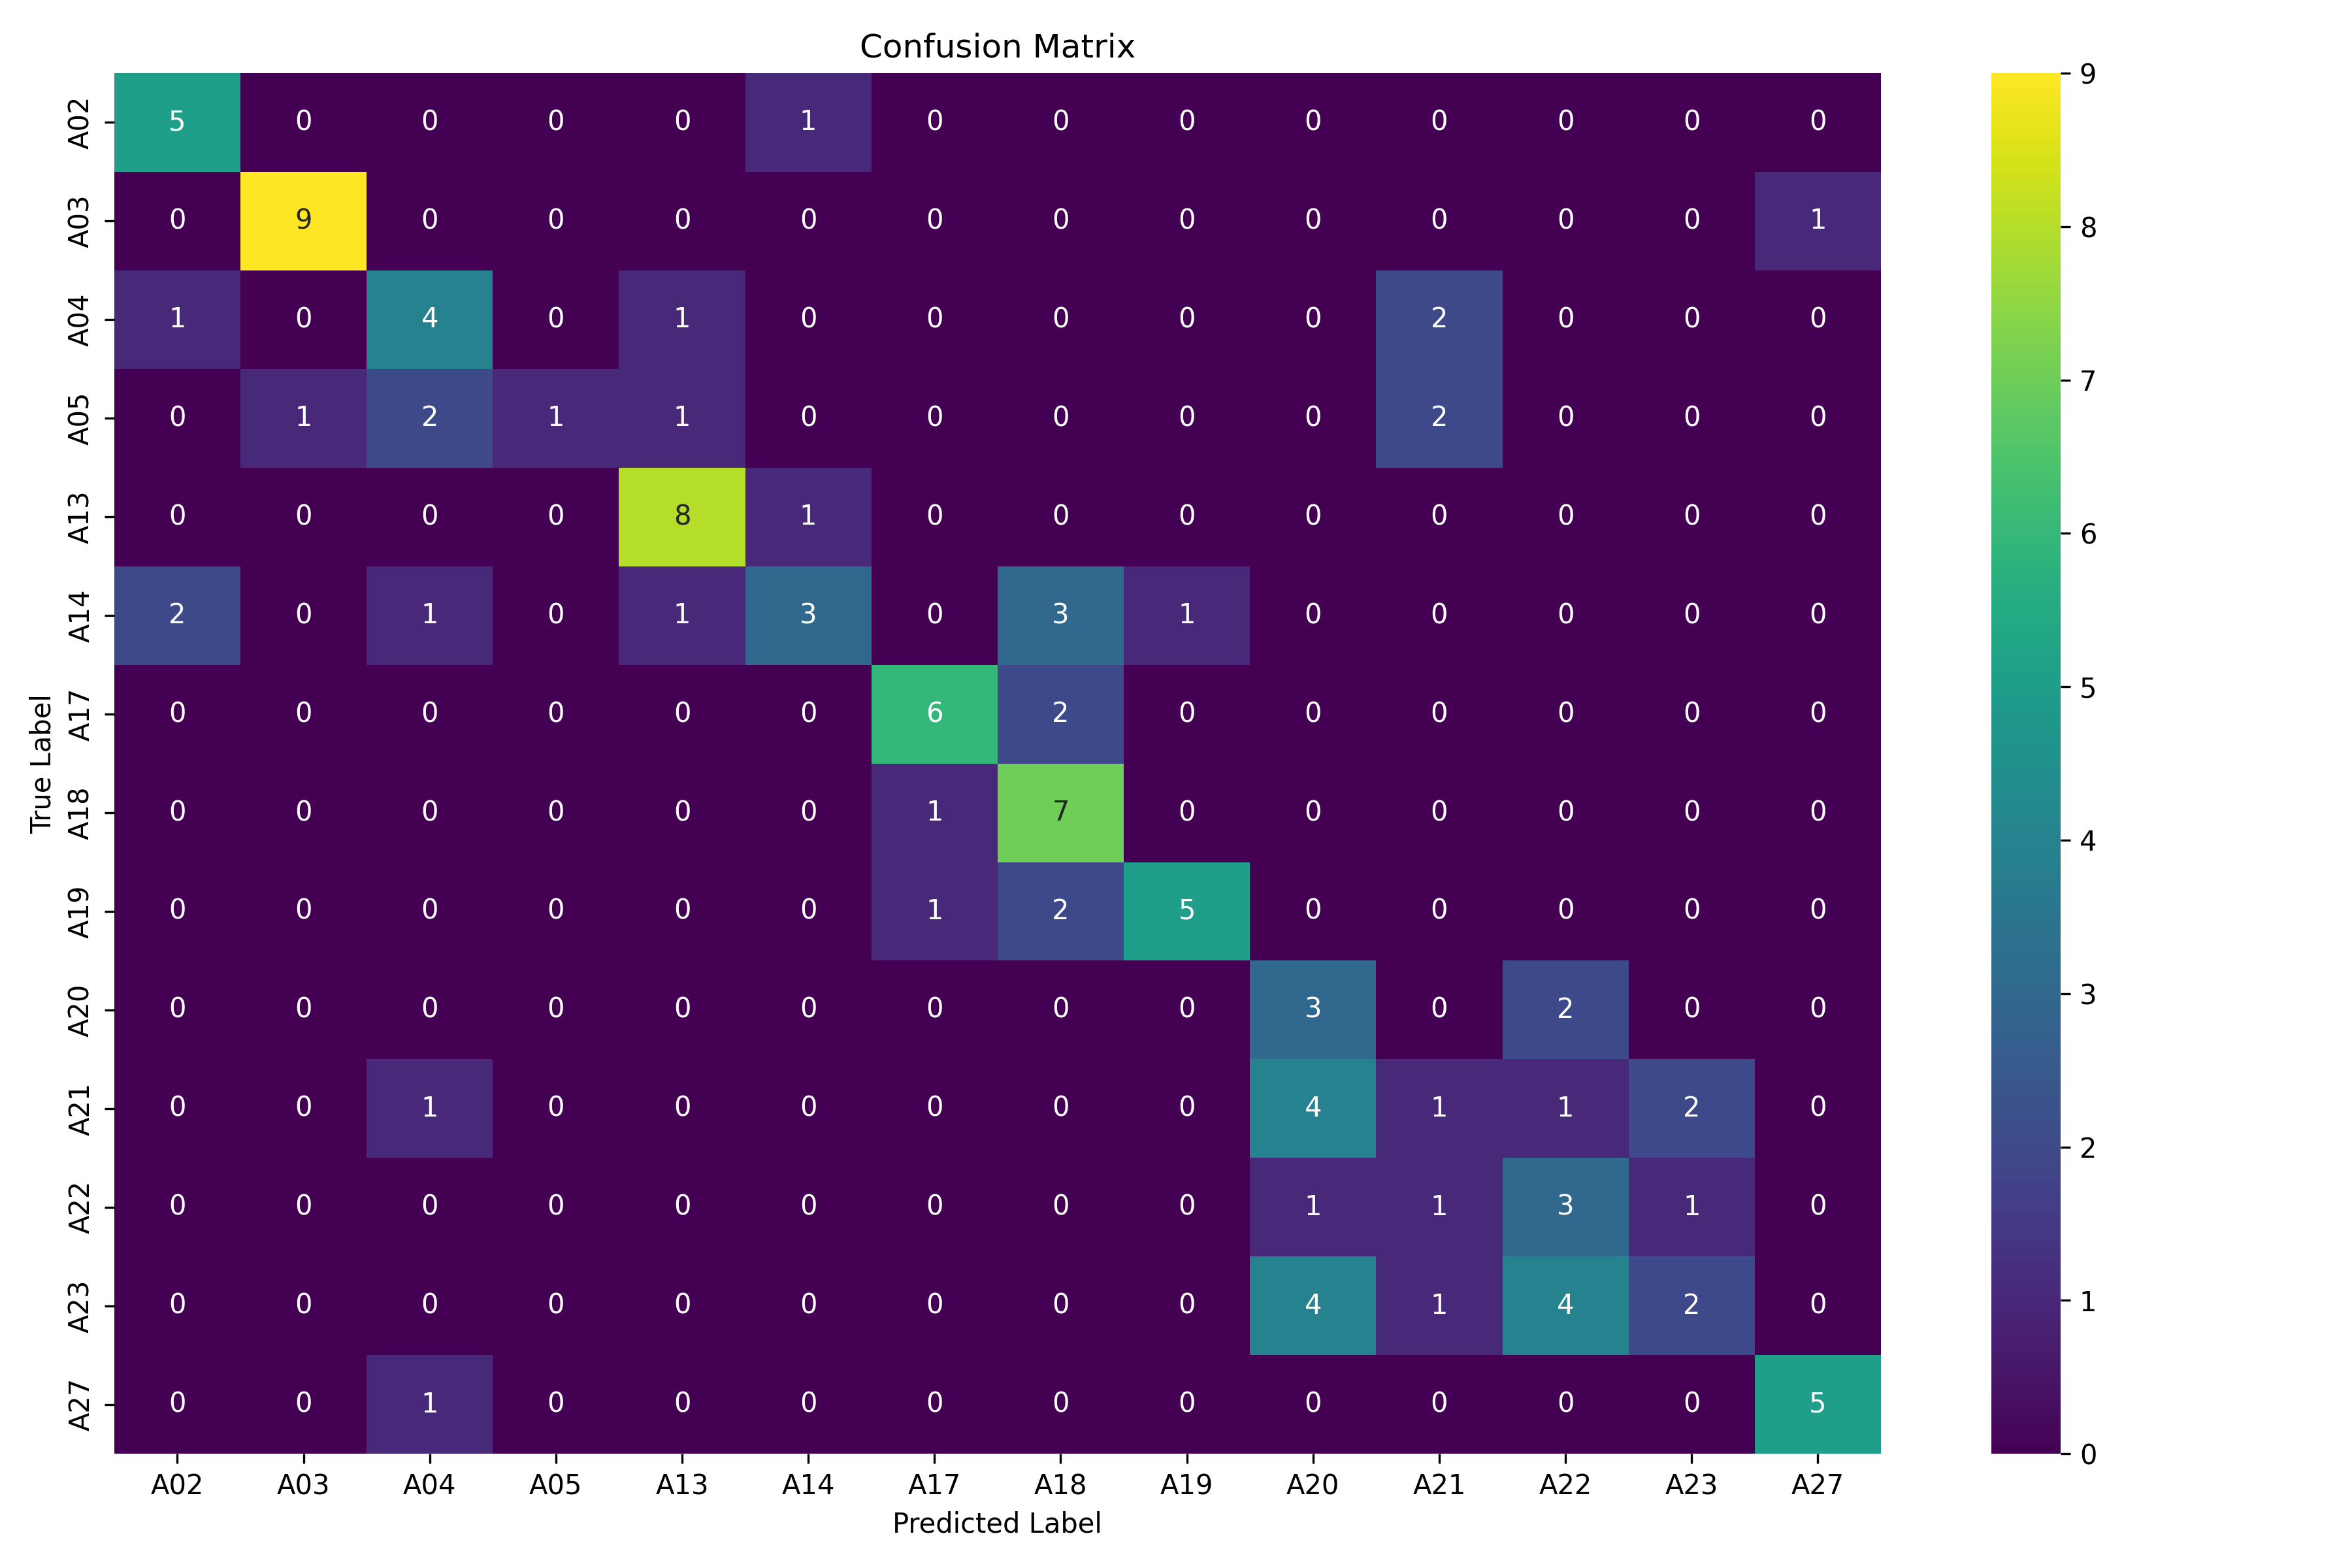 Confusion Matrix
True Label
A02 5 0 0 0 0 1 0 0 0 0 0 0 0 0
A03 0 9 0 0 0 0 0 0 0 0 0 0 0 1
A04 1 0 4 0 1 0 0 0 0 0 2 0 0 0
A05 0 1 2 1 1 0 0 0 0 0 2 0 0 0
A13 0 0 0 0 8 1 0 0 0 0 0 0 0 0
A14 2 0 1 0 1 3 0 3 1 0 0 0 0 0
A17 0 0 0 0 0 0 6 2 0 0 0 0 0 0
A18 0 0 0 0 0 0 1 7 0 0 0 0 0 0
A19 0 0 0 0 0 0 1 2 5 0 0 0 0 0
A20 0 0 0 0 0 0 0 0 0 3 0 2 0 0
A21 0 0 1 0 0 0 0 0 0 4 1 1 2 0
A22 0 0 0 0 0 0 0 0 0 1 1 3 1 0
A23 0 0 0 0 0 0 0 0 0 4 1 4 2 0
A27 0 0 1 0 0 0 0 0 0 0 0 0 0 5
A02 A03 A04 A05 A13 A14 A17 A18 A19 A20 A21 A22 A23 A27
Predicted Label
9
8
7
6
5
4
3
2
1
0